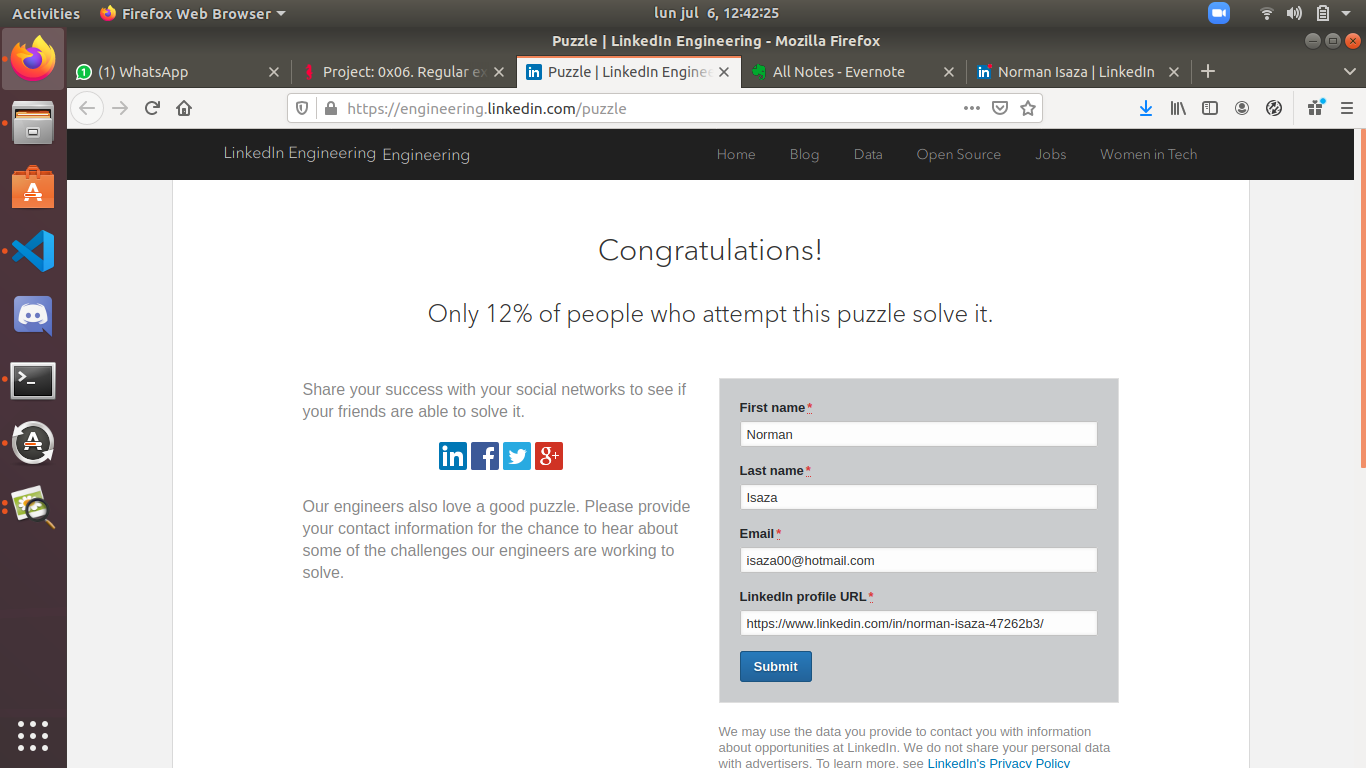 Activities Firefox Web Browser lun jul 6, 12:42:25
Puzzle | LinkedIn Engineering - Mozilla Firefox
(1) WhatsApp Project: 0x06. Regular ex Puzzle | LinkedIn Enginee All Notes - Evernote Norman Isaza | LinkedIn
https://engineering.linkedin.com/puzzle
LinkedIn Engineering Engineering Home Blog Data Open Source Jobs Women in Tech
Congratulations!
Only 12% of people who attempt this puzzle solve it.
Share your success with your social networks to see if
your friends are able to solve it.
in f g+
Our engineers also love a good puzzle. Please provide
your contact information for the chance to hear about
some of the challenges our engineers are working to
solve.
First name*
Norman
Last name*
Isaza
Email*
isaza00@hotmail.com
LinkedIn profile URL*
https://www.linkedin.com/in/norman-isaza-47262b3/
Submit
We may use the data you provide to contact you with information
about opportunities at LinkedIn. We do not share your personal data
with advertisers. To learn more, see LinkedIn's Privacy Policy